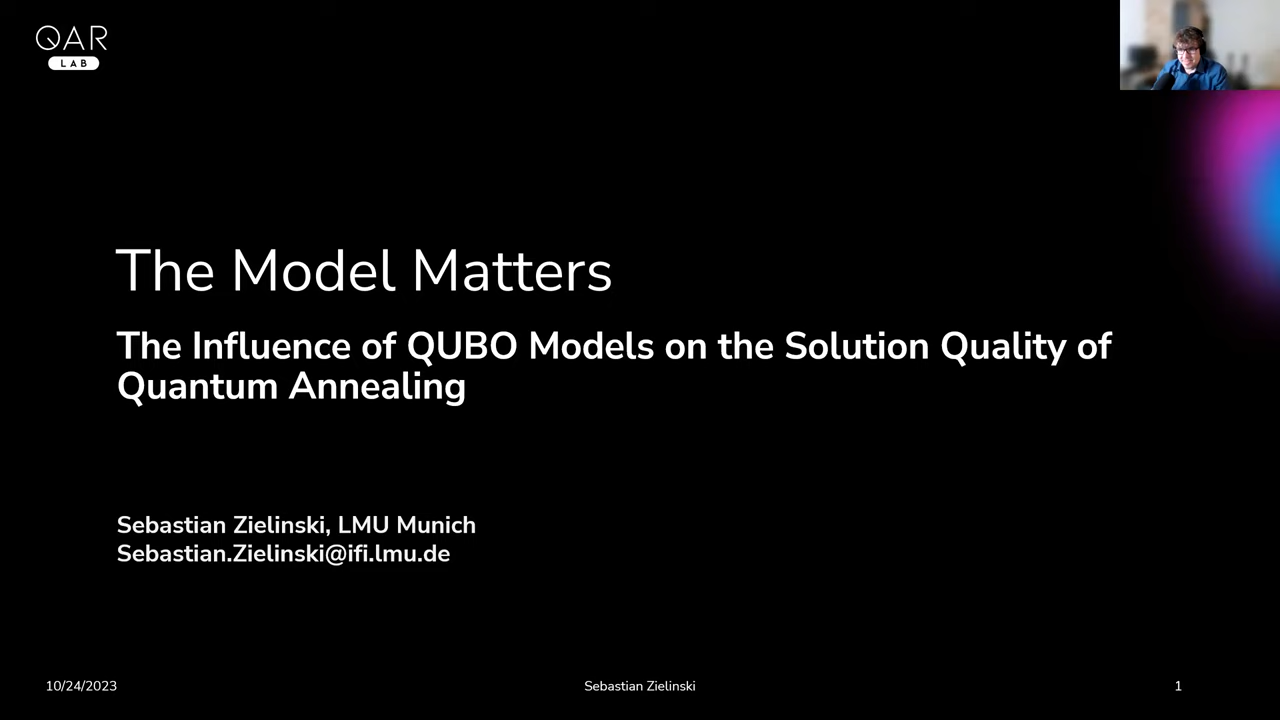 QAR
LAB
The Model Matters
The Influence of QUBO Models on the Solution Quality of
Quantum Annealing
Sebastian Zielinski, LMU Munich
Sebastian.Zielinski@ifi.lmu.de
10/24/2023
Sebastian Zielinski
1